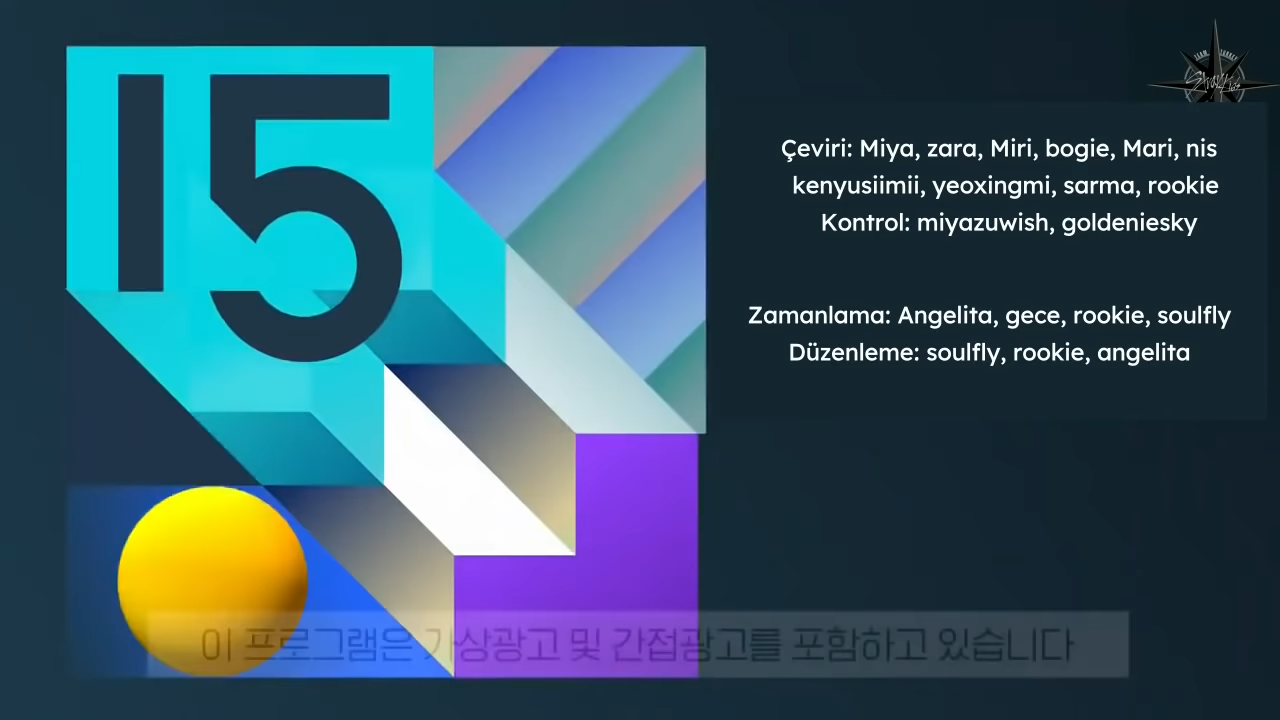 15
Çeviri: Miya, zara, Miri, bogie, Mari, nis
kenyusiimii, yeoxingmi, sarma, rookie
Kontrol: miyazuwish, goldeniesky
Zamanlama: Angelita, gece, rookie, soulfly
Düzenleme: soulfly, rookie, angelita
이 프로그램은 가상광고 및 간접광고를 포함하고 있습니다